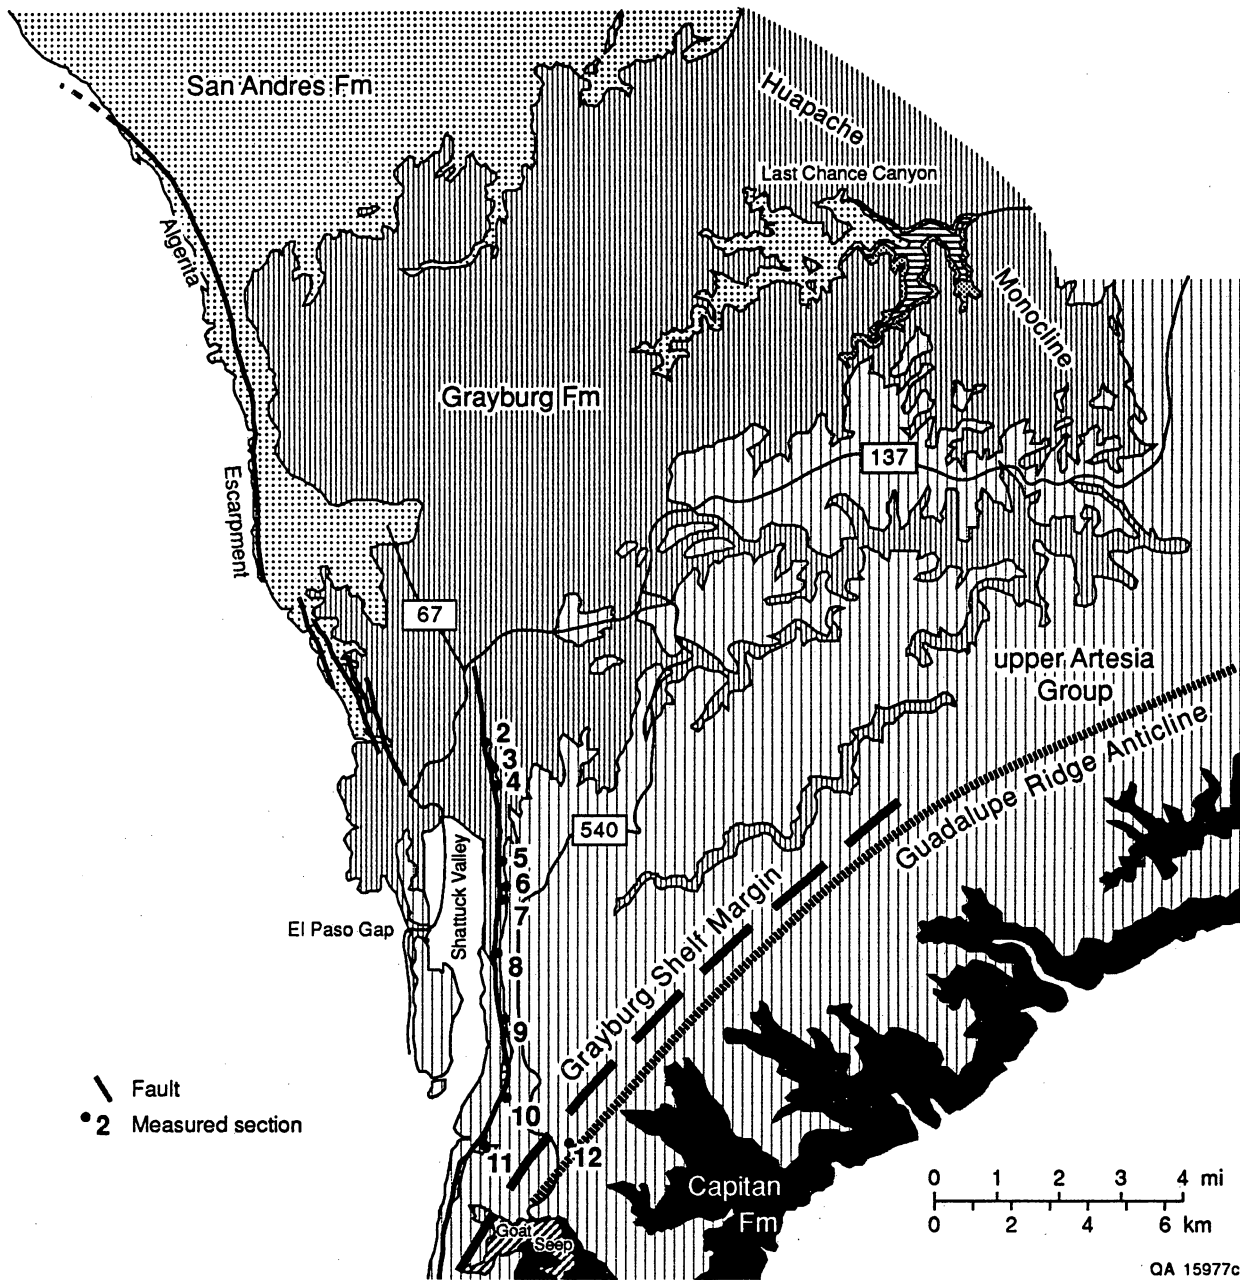 San Andres Fm
Huapache
Last Chance Canyon
Algerita
Monocline
Grayburg Fm
137
Escarpment
67
upper Artesia
Group
2
3
4
540
Guadalupe Ridge Anticline
5
6
7
Shattuck Valley
El Paso Gap
8
Grayburg Shelf Margin
9
Fault
2 Measured section
10
11
12
Capitan
Fm
Goat
Seep
0 1 2 3 4 mi
0 2 4 6 km
QA 15977c